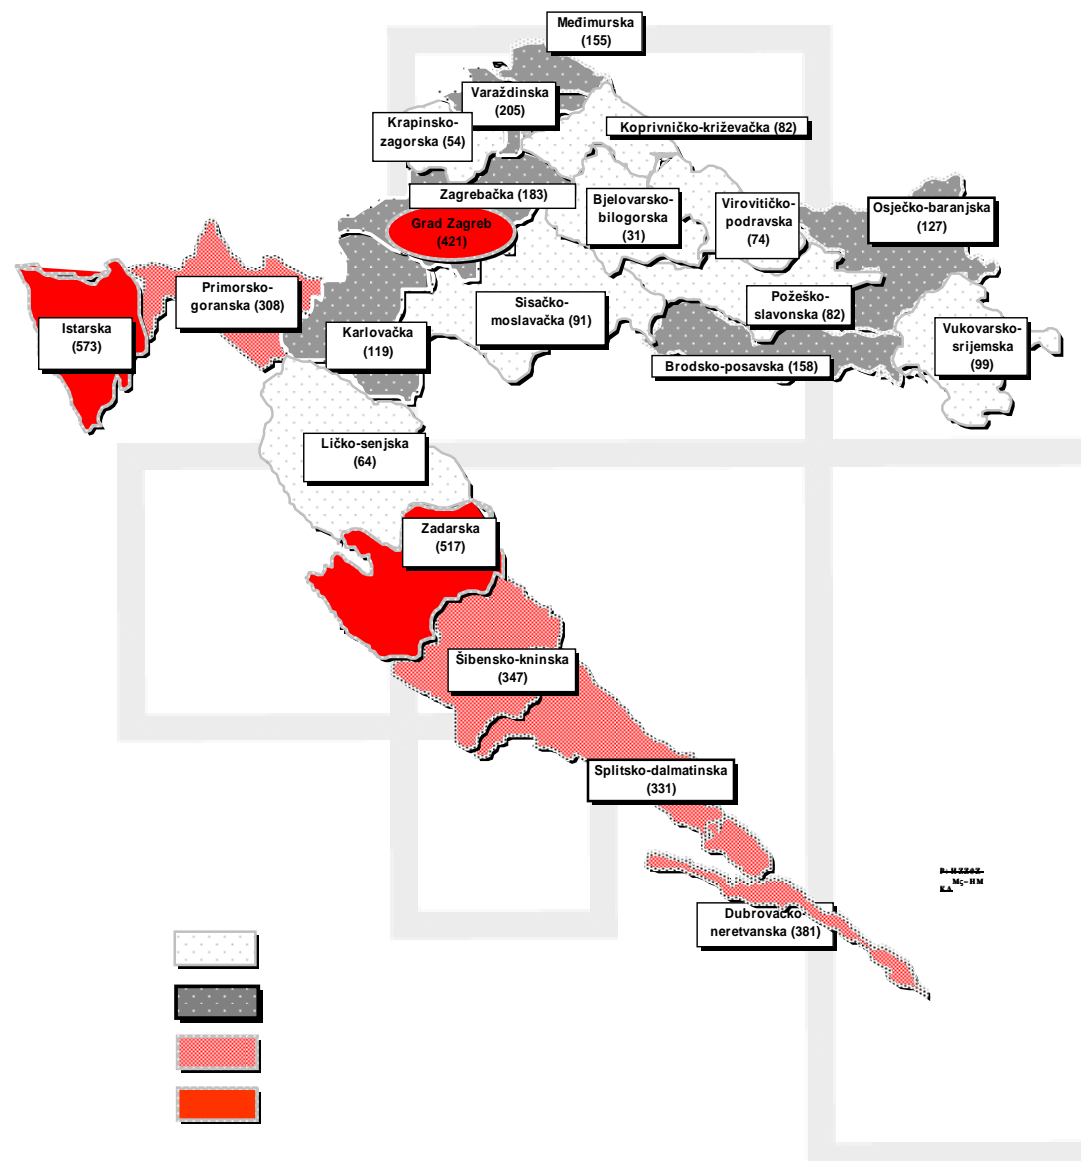 Međimurska
(155)
Varaždinska
(205)
Krapinsko-
zagorska (54)
Koprivničko-križevačka (82)
Zagrebačka (183)
Grad Zagreb
(421)
Bjelovarsko-
bilogorska
(31)
Virovitičko-
podravska
(74)
Osječko-baranjska
(127)
Primorsko-
goranska (308)
Istarska
(573)
Karlovačka
(119)
Sisačko-
moslavačka (91)
Požeško-
slavonska (82)
Vukovarsko-
srijemska
(99)
Brodsko-posavska (158)
Ličko-senjska
(64)
Zadarska
(517)
Šibensko-kninska
(347)
Splitsko-dalmatinska
(331)
Dubrovačko-
neretvanska (381)